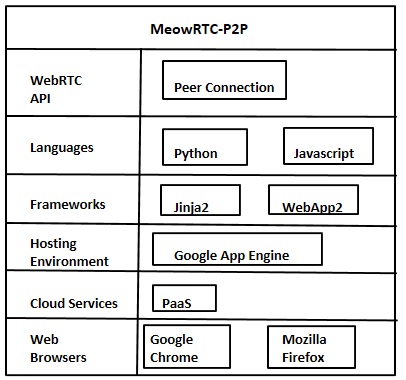 MeowRTC-P2P
WebRTC
API
Peer Connection
Languages
Python
Javascript
Frameworks
Jinja2
WebApp2
Hosting
Environment
Google App Engine
Cloud Services
PaaS
Web
Browsers
Google
Chrome
Mozilla
Firefox